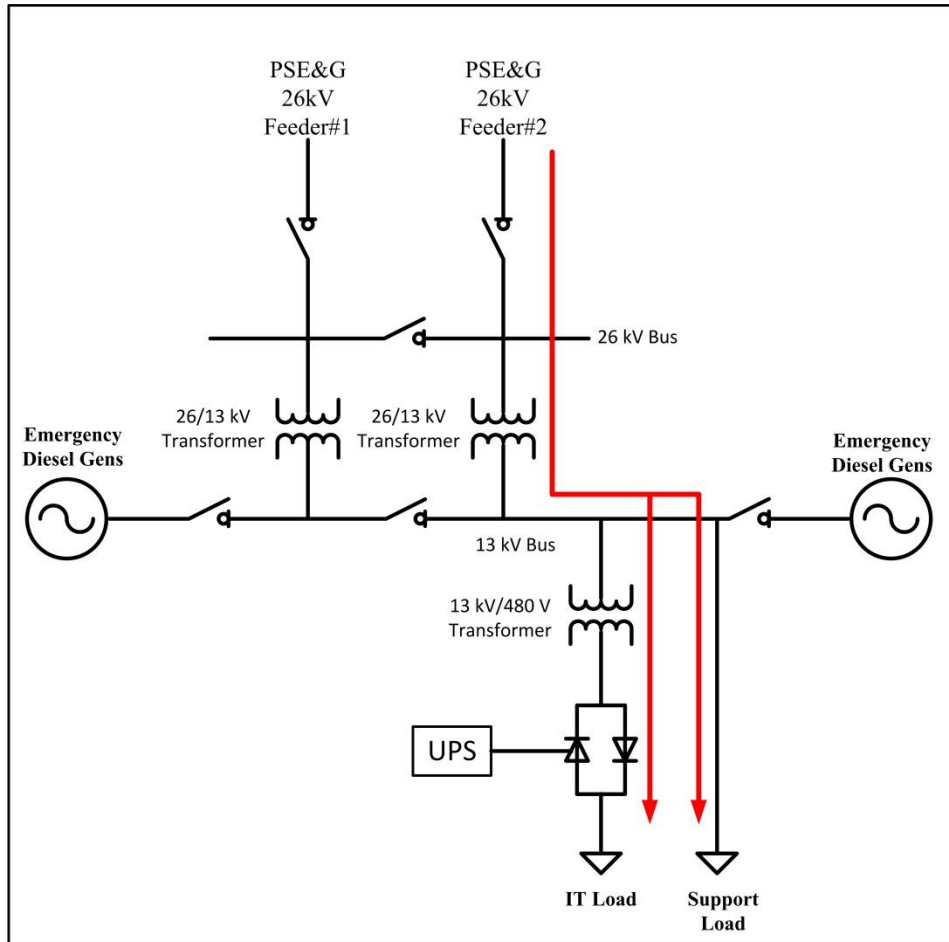 PSE&G
26kV
Feeder#1
PSE&G
26kV
Feeder#2
26 kV Bus
26/13 kV
Transformer
26/13 kV
Transformer
Emergency
Diesel Gens
Emergency
Diesel Gens
13 kV Bus
13 kV/480 V
Transformer
UPS
IT Load
Support
Load